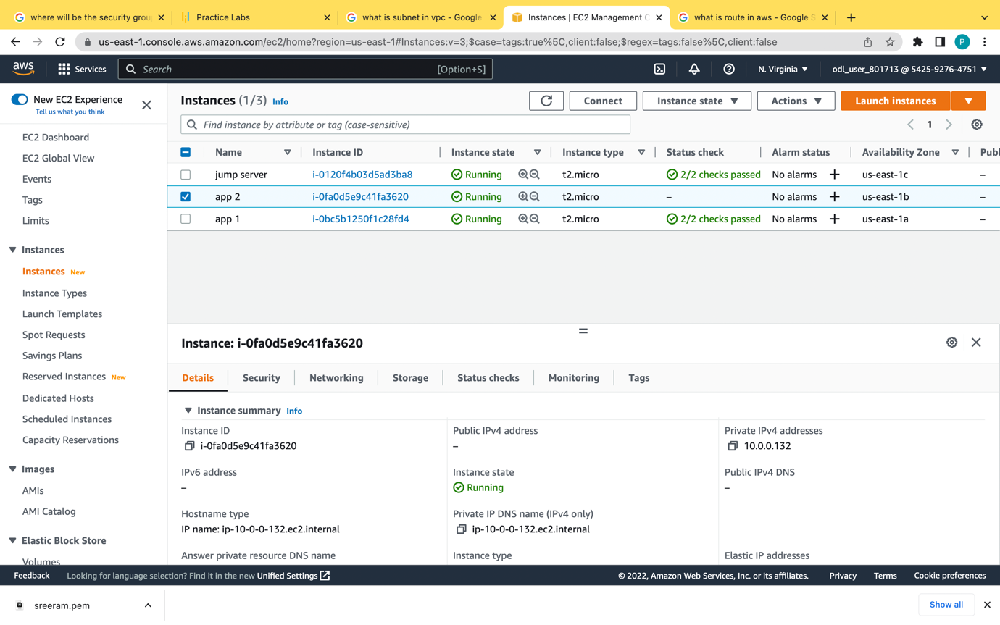 where will be the security grou
Practice Labs
what is subnet in vpc - Google
Instances | EC2 Management C
what is route in aws - Google S
us-east-1.console.aws.amazon.com/ec2/home?region=us-east-1#Instances:v=3;$case=tags:true%5C,client:false;$regex=tags:false%5C,client:false
P
aws
Services
Search
[Option+S]
N. Virginia
odl_user_801713 @ 5425-9276-4751
New EC2 Experience
Tell us what you think
EC2 Dashboard
EC2 Global View
Events
Tags
Limits
Instances
Instances New
Instance Types
Launch Templates
Spot Requests
Savings Plans
Reserved Instances New
Dedicated Hosts
Scheduled Instances
Capacity Reservations
Images
AMIs
AMI Catalog
Elastic Block Store
Volumes
Instances (1/3) Info
Connect
Instance state
Actions
Launch instances
Find instance by attribute or tag (case-sensitive)
1
Name Instance ID Instance state Instance type Status check Alarm status Availability Zone Publ
jump server i-0120f4b03d5ad3ba8 Running t2.micro 2/2 checks passed No alarms + us-east-1c –
app 2 i-0fa0d5e9c41fa3620 Running t2.micro – No alarms + us-east-1b –
app 1 i-0bc5b1250f1c28fd4 Running t2.micro 2/2 checks passed No alarms + us-east-1a –
Instance: i-0fa0d5e9c41fa3620
Details Security Networking Storage Status checks Monitoring Tags
Instance summary Info
Instance ID
i-0fa0d5e9c41fa3620
Public IPv4 address
–
Private IPv4 addresses
10.0.0.132
IPv6 address
–
Instance state
Running
Public IPv4 DNS
–
Hostname type
IP name: ip-10-0-0-132.ec2.internal
Private IP DNS name (IPv4 only)
ip-10-0-0-132.ec2.internal
Answer private resource DNS name
Instance type
Elastic IP addresses
Feedback
Looking for language selection? Find it in the new Unified Settings
© 2022, Amazon Web Services, Inc. or its affiliates.
Privacy
Terms
Cookie preferences
sreeram.pem
Show all